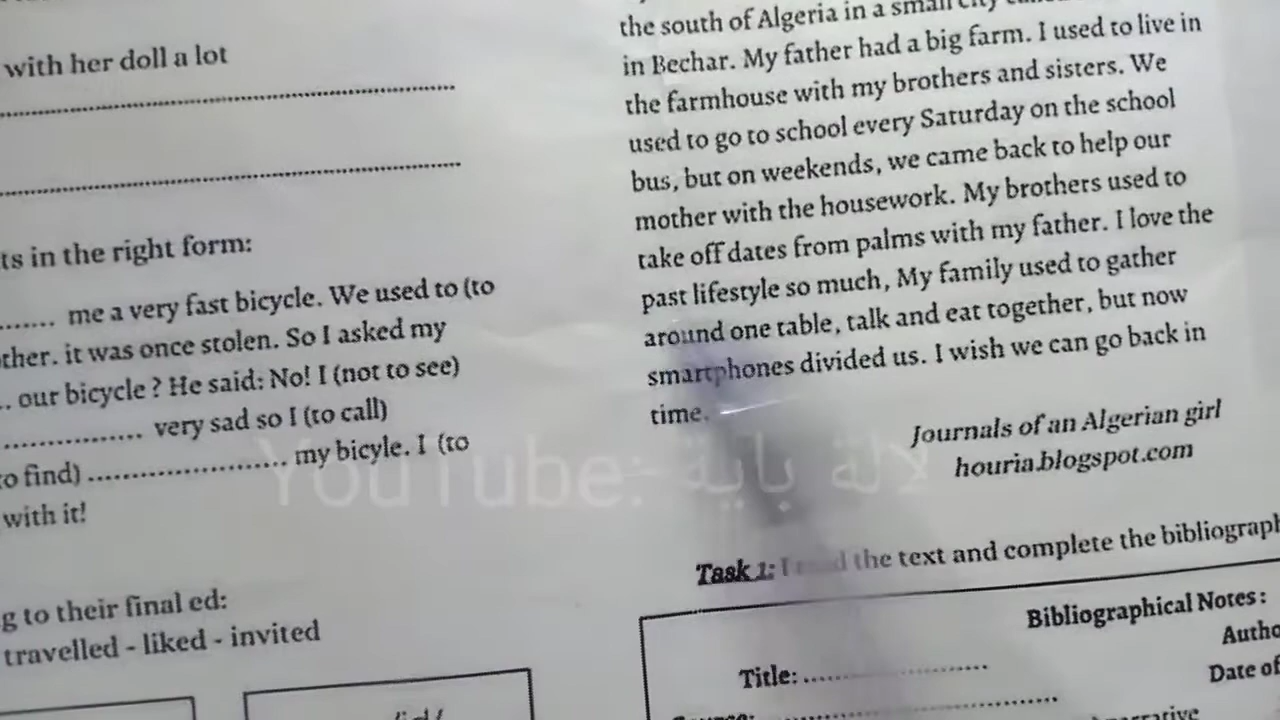 with her doll a lot
ts in the right form:
....... me a very fast bicycle. We used to (to
ther. it was once stolen. So I asked my
.. our bicycle ? He said: No! I (not to see)
................. very sad so I (to call)
to find) ........................ my bicyle. I (to
with it!
g to their final ed:
travelled - liked - invited
/id/
the south of Algeria in a small city
in Bechar. My father had a big farm. I used to live in
the farmhouse with my brothers and sisters. We
used to go to school every Saturday on the school
bus, but on weekends, we came back to help our
mother with the housework. My brothers used to
take off dates from palms with my father. I love the
past lifestyle so much, My family used to gather
around one table, talk and eat together, but now
smartphones divided us. I wish we can go back in
time.
Journals of an Algerian girl
houria.blogspot.com
YouTube:- لالة باية
Task 1: I read the text and complete the bibliograph
Bibliographical Notes:
Autho
Title: ......................
Date of
Source: ......................
narrative